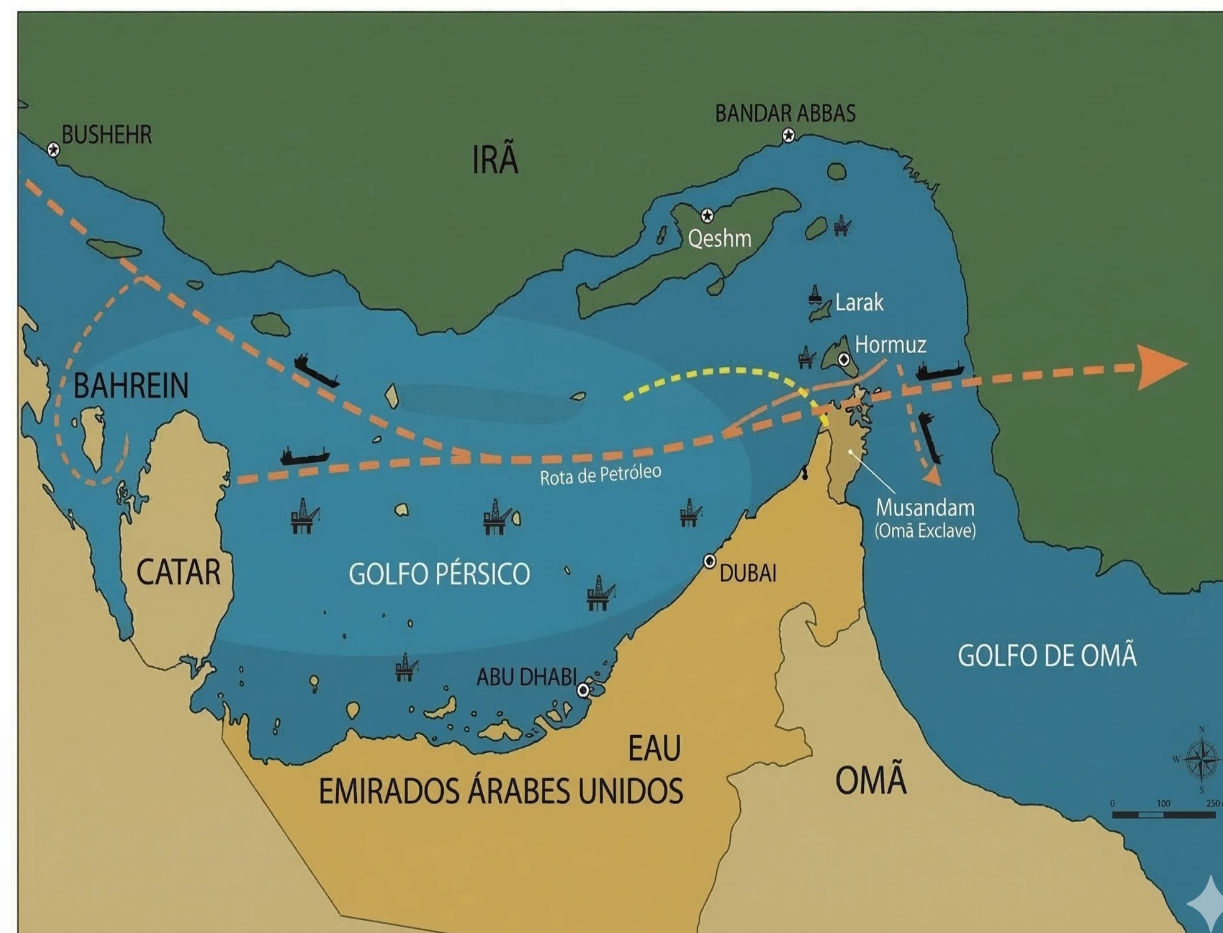 BUSHEHR
BANDAR ABBAS
IRÃ
Qeshm
Larak
Hormuz
BAHREIN
Rota de Petróleo
Musandam
(Omã Exclave)
CATAR
GOLFO PÉRSICO
DUBAI
GOLFO DE OMÃ
ABU DHABI
EAU
EMIRADOS ÁRABES UNIDOS
OMÃ
N
W
S
0 100 250